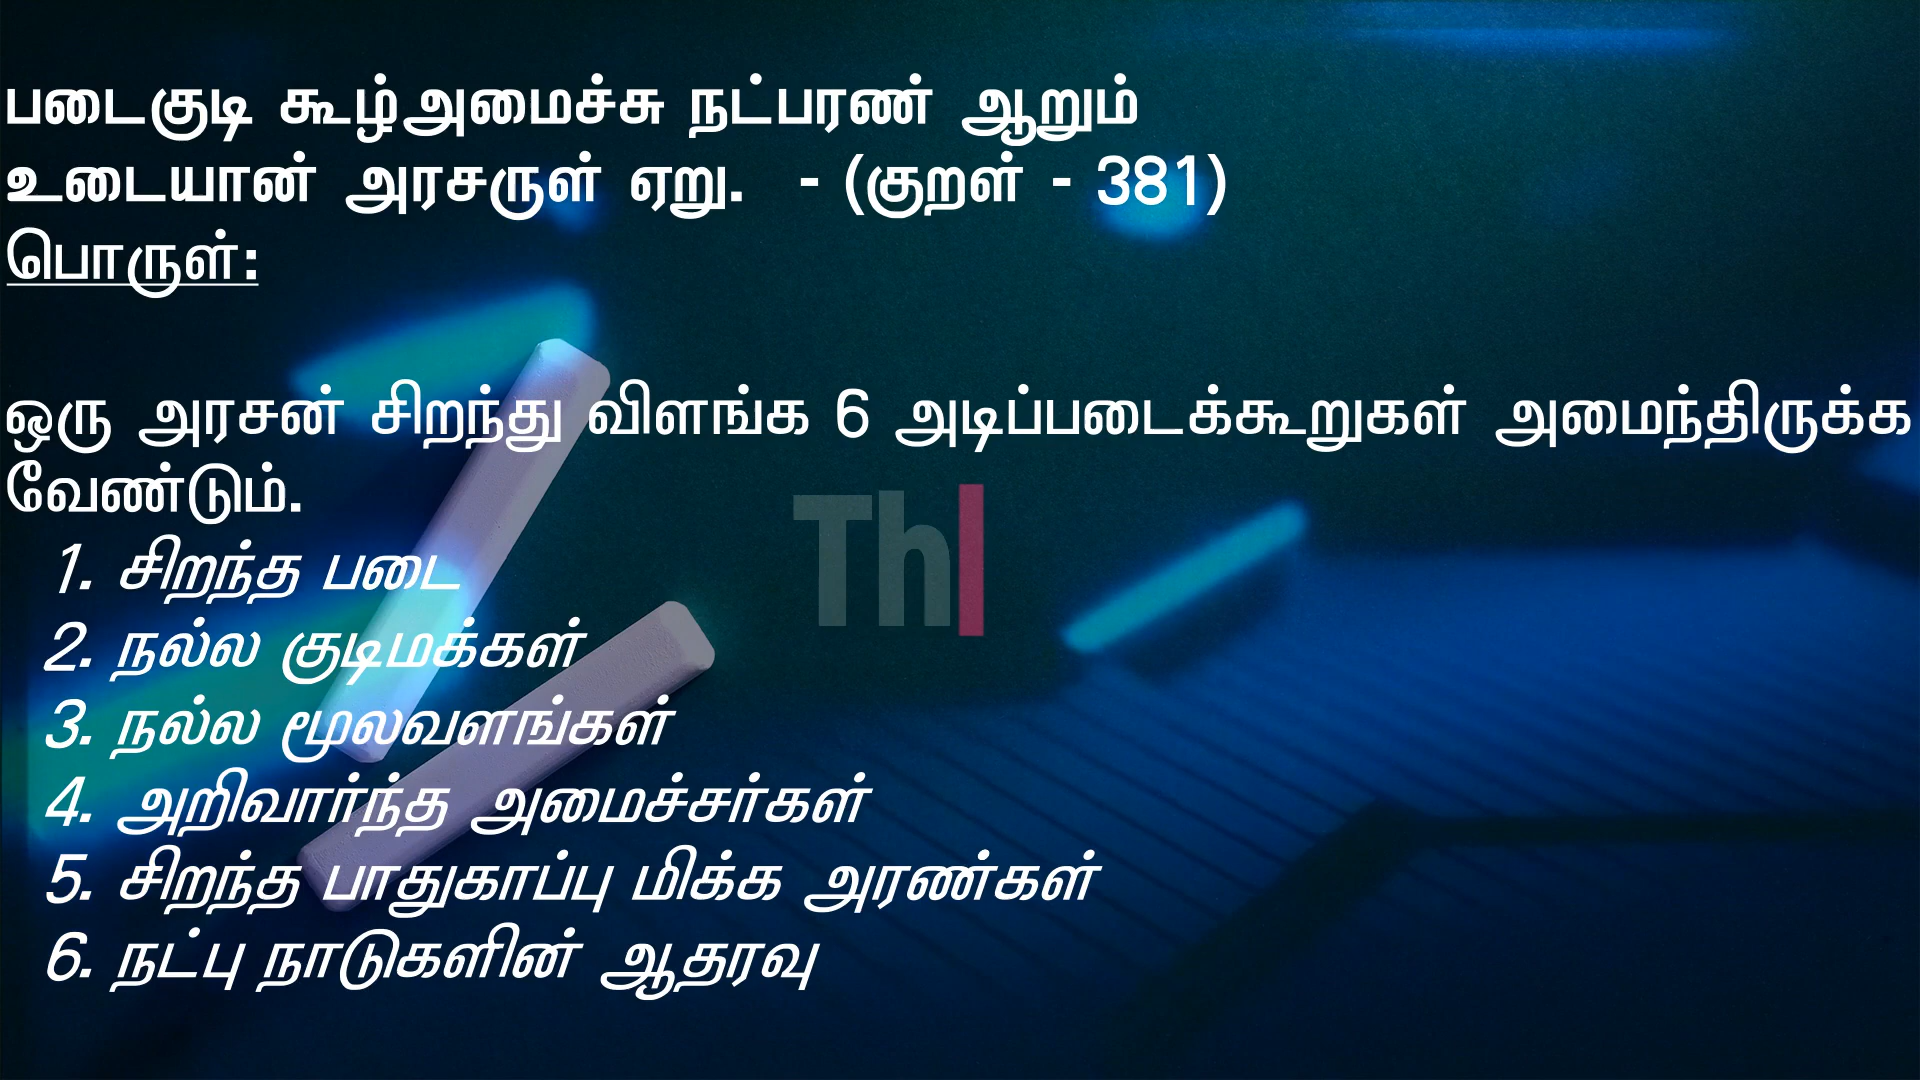 படைகுடி கூழ்அமைச்சு நட்பரண் ஆறும்
உடையான் அரசருள் ஏறு.  - (குறள் - 381)
பொருள்:
ஒரு அரசன் சிறந்து விளங்க 6 அடிப்படைக்கூறுகள் அமைந்திருக்க
வேண்டும்.
1. சிறந்த படை
2. நல்ல குடிமக்கள்
3. நல்ல மூலவளங்கள்
4. அறிவார்ந்த அமைச்சர்கள்
5. சிறந்த பாதுகாப்பு மிக்க அரண்கள்
6. நட்பு நாடுகளின் ஆதரவு
Thl